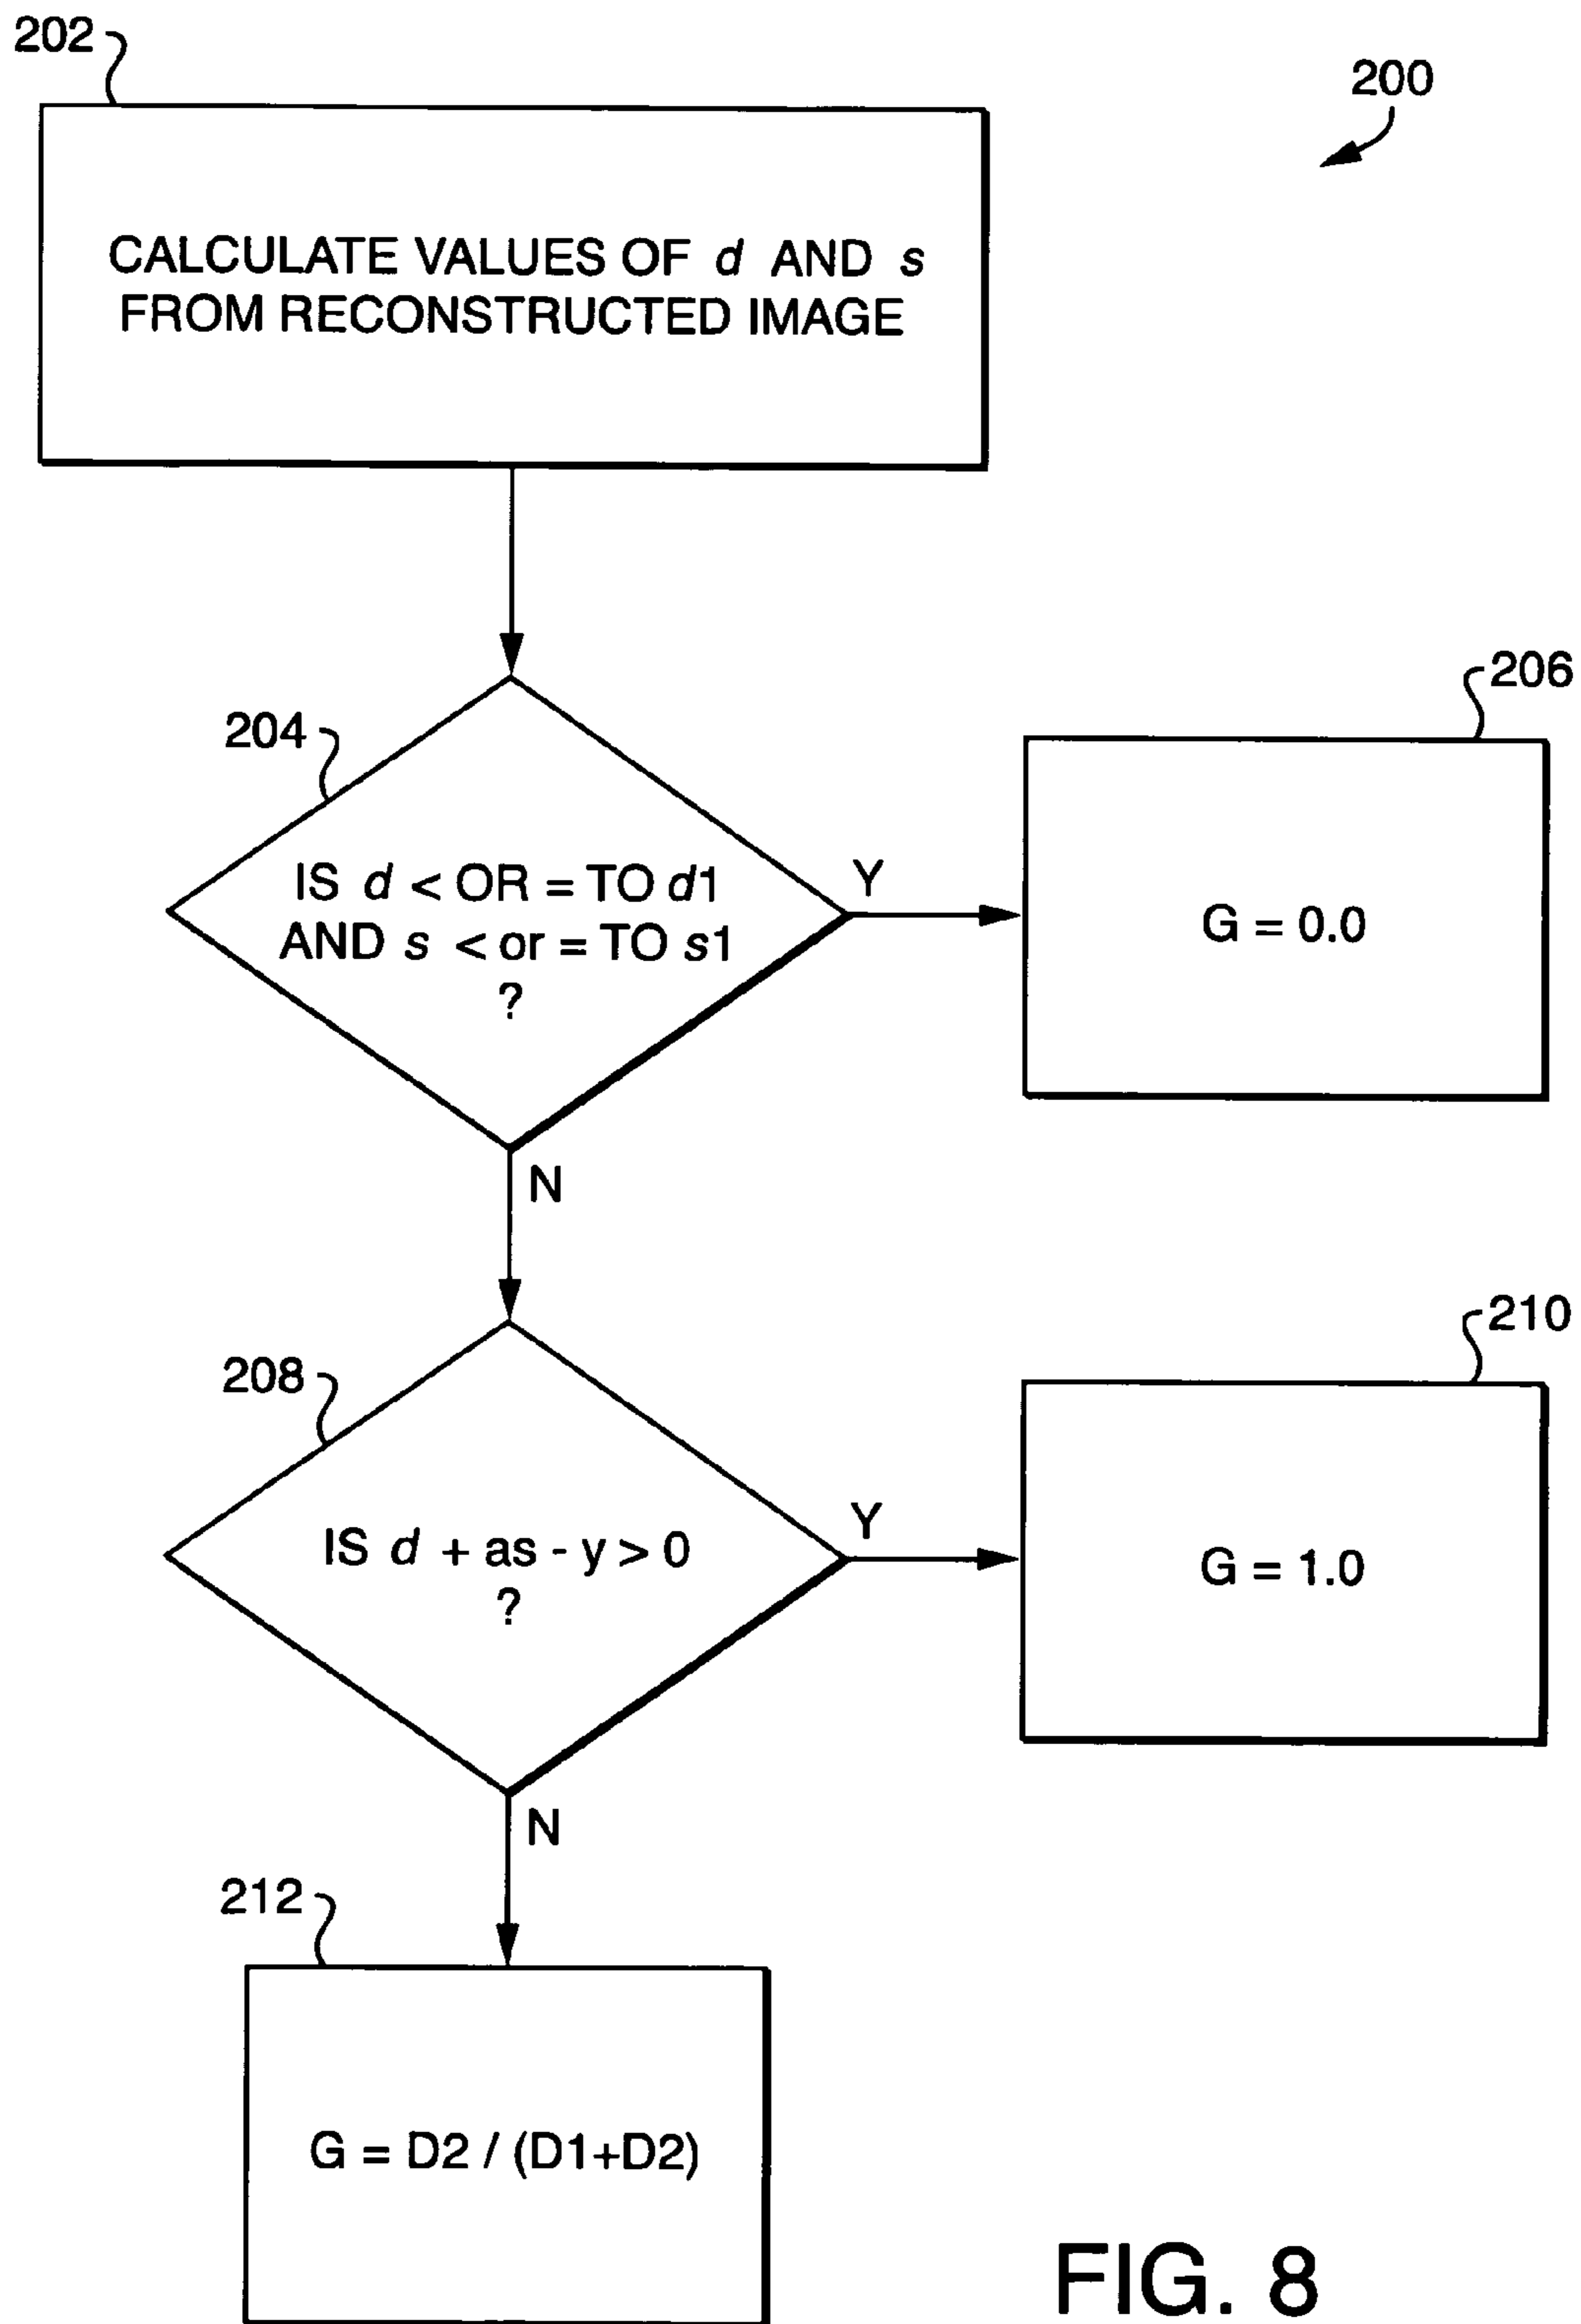 202
200
CALCULATE VALUES OF d AND s
FROM RECONSTRUCTED IMAGE
204
206
IS d < OR = TO d1
AND s < or = TO s1
?
Y
G = 0.0
N
208
210
IS d + as - y > 0
?
Y
G = 1.0
N
212
G = D2 / (D1+D2)
FIG. 8